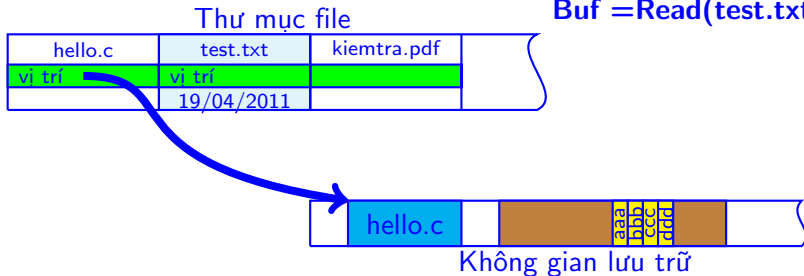 Thư mục file
Buf =Read(test.txt
hello.c test.txt kiemtra.pdf
vị trí vị trí
19/04/2011
hello.c aaa bbb ccc ddd
Không gian lưu trữ